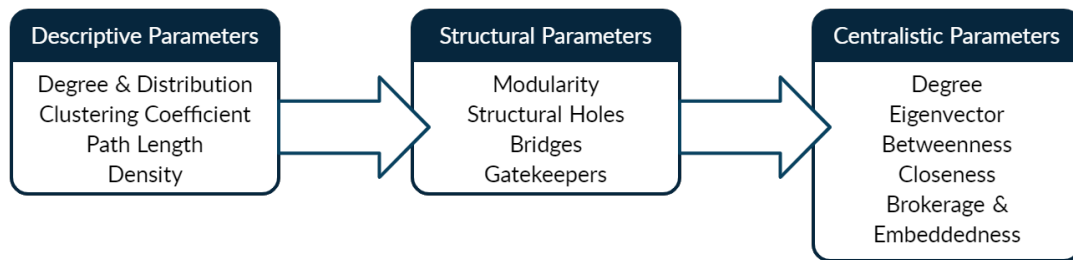 Descriptive Parameters
Degree & Distribution
Clustering Coefficient
Path Length
Density
Structural Parameters
Modularity
Structural Holes
Bridges
Gatekeepers
Centralistic Parameters
Degree
Eigenvector
Betweenness
Closeness
Brokerage &
Embeddedness